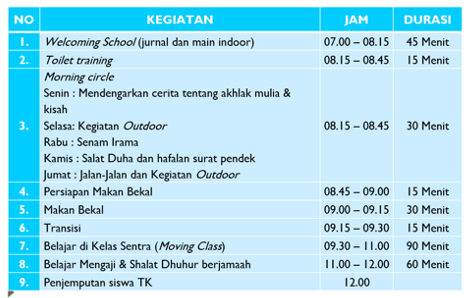 NO KEGIATAN JAM DURASI
1. Welcoming School (jurnal dan main indoor) 07.00 – 08.15 45 Menit
2. Toilet training 08.15 – 08.45 15 Menit
Morning circle
Senin : Mendengarkan cerita tentang akhlak mulia &
kisah
Selasa: Kegiatan Outdoor
3. Rabu : Senam Irama 08.15 – 08.45 30 Menit
Kamis : Salat Duha dan hafalan surat pendek
Jumat : Jalan-Jalan dan Kegiatan Outdoor
4. Persiapan Makan Bekal 08.45 – 09.00 15 Menit
5. Makan Bekal 09.00 – 09.15 30 Menit
6. Transisi 09.15 – 09.30 15 Menit
7. Belajar di Kelas Sentra (Moving Class) 09.30 – 11.00 90 Menit
8. Belajar Mengaji & Shalat Dhuhur berjamaah 11.00 – 12.00 60 Menit
9. Penjemputan siswa TK 12.00